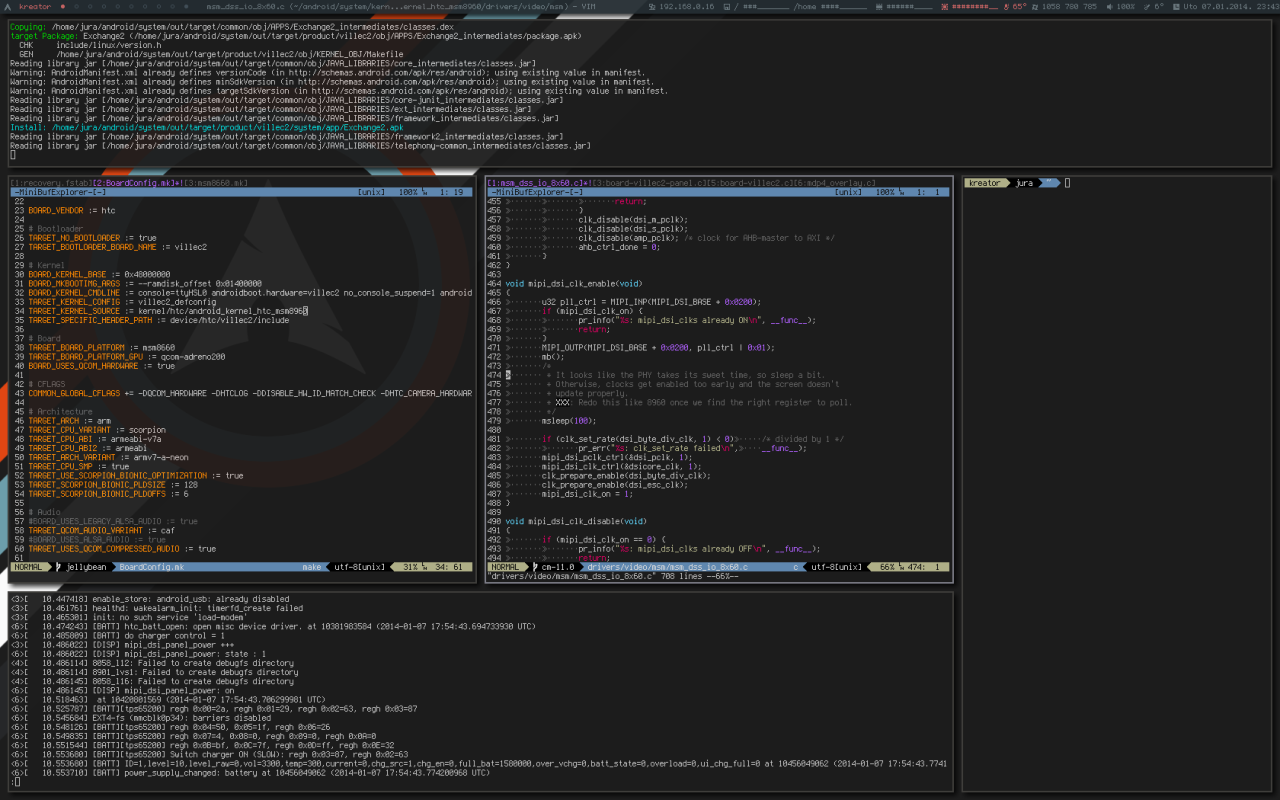 kreator
msm_dss_io_8x60.c (~/android/system/kern...ernel_htc_msm8960/drivers/video/msm) - VIM
192.168.0.16
/ ===_____ /home ====____
65° 1058 780 785 100% 6° Uto 07.01.2014, 23:43
Copying: /home/jura/android/system/out/target/common/obj/APPS/Exchange2_intermediates/classes.dex
target Package: Exchange2 (/home/jura/android/system/out/target/product/villec2/obj/APPS/Exchange2_intermediates/package.apk)
CHK include/linux/version.h
GEN /home/jura/android/system/out/target/product/villec2/obj/KERNEL_OBJ/Makefile
Reading library jar [/home/jura/android/system/out/target/common/obj/JAVA_LIBRARIES/core_intermediates/classes.jar]
Warning: AndroidManifest.xml already defines versionCode (in http://schemas.android.com/apk/res/android); using existing value in manifest.
Warning: AndroidManifest.xml already defines minSdkVersion (in http://schemas.android.com/apk/res/android); using existing value in manifest.
Warning: AndroidManifest.xml already defines targetSdkVersion (in http://schemas.android.com/apk/res/android); using existing value in manifest.
Reading library jar [/home/jura/android/system/out/target/common/obj/JAVA_LIBRARIES/core-junit_intermediates/classes.jar]
Reading library jar [/home/jura/android/system/out/target/common/obj/JAVA_LIBRARIES/ext_intermediates/classes.jar]
Reading library jar [/home/jura/android/system/out/target/common/obj/JAVA_LIBRARIES/framework_intermediates/classes.jar]
Install: /home/jura/android/system/out/target/product/villec2/system/app/Exchange2.apk
Reading library jar [/home/jura/android/system/out/target/common/obj/JAVA_LIBRARIES/framework2_intermediates/classes.jar]
Reading library jar [/home/jura/android/system/out/target/common/obj/JAVA_LIBRARIES/telephony-common_intermediates/classes.jar]
[1:recovery.fstab][2:BoardConfig.mk]*![3:msm8660.mk]
-MiniBufExplorer-[-] [unix] 100% 1: 19
22
23 BOARD_VENDOR := htc
24
25 # Bootloader
26 TARGET_NO_BOOTLOADER := true
27 TARGET_BOOTLOADER_BOARD_NAME := villec2
28
29 # Kernel
30 BOARD_KERNEL_BASE := 0x48000000
31 BOARD_MKBOOTIMG_ARGS := --ramdisk_offset 0x01400000
32 BOARD_KERNEL_CMDLINE := console=ttyHSL0 androidboot.hardware=villec2 no_console_suspend=1 android
33 TARGET_KERNEL_CONFIG := villec2_defconfig
34 TARGET_KERNEL_SOURCE := kernel/htc/android_kernel_htc_msm8960
35 TARGET_SPECIFIC_HEADER_PATH := device/htc/villec2/include
36
37 # Board
38 TARGET_BOARD_PLATFORM := msm8660
39 TARGET_BOARD_PLATFORM_GPU := qcom-adreno200
40 BOARD_USES_QCOM_HARDWARE := true
41
42 # CFLAGS
43 COMMON_GLOBAL_CFLAGS += -DQCOM_HARDWARE -DHTCLOG -DDISABLE_HW_ID_MATCH_CHECK -DHTC_CAMERA_HARDWAR
44
45 # Architecture
46 TARGET_ARCH := arm
47 TARGET_CPU_VARIANT := scorpion
48 TARGET_CPU_ABI := armeabi-v7a
49 TARGET_CPU_ABI2 := armeabi
50 TARGET_ARCH_VARIANT := armv7-a-neon
51 TARGET_CPU_SMP := true
52 TARGET_USE_SCORPION_BIONIC_OPTIMIZATION := true
53 TARGET_SCORPION_BIONIC_PLDSIZE := 128
54 TARGET_SCORPION_BIONIC_PLDOFFS := 6
55
56 # Audio
57 #BOARD_USES_LEGACY_ALSA_AUDIO := true
58 TARGET_QCOM_AUDIO_VARIANT := caf
59 #BOARD_USES_ALSA_AUDIO := true
60 TARGET_USES_QCOM_COMPRESSED_AUDIO := true
61
NORMAL jellybean BoardConfig.mk make utf-8[unix] 31% 34: 61
[1:msm_dss_io_8x60.c]*![3:board-villec2-panel.c][5:board-villec2.c][6:mdp4_overlay.c]
-MiniBufExplorer-[-] [unix] 100% 1: 1
455 return;
456 }
457 clk_disable(dsi_m_pclk);
458 clk_disable(dsi_s_pclk);
459 clk_disable(amp_pclk); /* clock for AHB-master to AXI */
460 ahb_ctrl_done = 0;
461 }
462 }
463
464 void mipi_dsi_clk_enable(void)
465 {
466 u32 pll_ctrl = MIPI_INP(MIPI_DSI_BASE + 0x0200);
467 if (mipi_dsi_clk_on) {
468 pr_info("%s: mipi_dsi_clks already ON\n", __func__);
469 return;
470 }
471 MIPI_OUTP(MIPI_DSI_BASE + 0x0200, pll_ctrl | 0x01);
472 mb();
473 /*
474 * It looks like the PHY takes its sweet time, so sleep a bit.
475 * Otherwise, clocks get enabled too early and the screen doesn't
476 * update properly.
477 * XXX: Redo this like 8960 once we find the right register to poll.
478 */
479 msleep(100);
480
481 if (clk_set_rate(dsi_byte_div_clk, 1) < 0) /* divided by 1 */
482 pr_err("%s: clk_set_rate failed\n", __func__);
483 mipi_dsi_pclk_ctrl(&dsi_pclk, 1);
484 mipi_dsi_clk_ctrl(&dsicore_clk, 1);
485 clk_prepare_enable(dsi_byte_div_clk);
486 clk_prepare_enable(dsi_esc_clk);
487 mipi_dsi_clk_on = 1;
488 }
489
490 void mipi_dsi_clk_disable(void)
491 {
492 if (mipi_dsi_clk_on == 0) {
493 pr_info("%s: mipi_dsi_clks already OFF\n", __func__);
494 return;
NORMAL cm-11.0 drivers/video/msm/msm_dss_io_8x60.c c utf-8[unix] 66% 474: 1
"drivers/video/msm/msm_dss_io_8x60.c" 708 lines --66%--
kreator jura ~
<3>[ 10.447418] enable_store: android_usb: already disabled
<3>[ 10.461761] healthd: wakealarm_init: timerfd_create failed
<3>[ 10.465301] init: no such service 'load-modem'
<6>[ 10.474243] [BATT] htc_batt_open: open misc device driver. at 10381983584 (2014-01-07 17:54:43.694733930 UTC)
<6>[ 10.485809] [BATT] do charger control = 1
<3>[ 10.486022] [DISP] mipi_dsi_panel_power +++
<6>[ 10.486022] [DISP] mipi_dsi_panel_power: state : 1
<4>[ 10.486114] 8058_l12: Failed to create debugfs directory
<4>[ 10.486114] 8901_lvs1: Failed to create debugfs directory
<4>[ 10.486145] 8058_l16: Failed to create debugfs directory
<6>[ 10.486145] [DISP] mipi_dsi_panel_power: on
<6>[ 10.518463] at 10420801569 (2014-01-07 17:54:43.706299981 UTC)
<6>[ 10.525787] [BATT][tps65200] regh 0x00=2a, regh 0x01=29, regh 0x02=63, regh 0x03=87
<6>[ 10.545684] EXT4-fs (mmcblk0p34): barriers disabled
<6>[ 10.548126] [BATT][tps65200] regh 0x04=50, 0x05=1f, regh 0x06=26
<6>[ 10.549835] [BATT][tps65200] regh 0x07=4, 0x08=0, regh 0x09=0, regh 0x0A=0
<6>[ 10.551544] [BATT][tps65200] regh 0x0B=bf, 0x0C=7f, regh 0x0D=ff, regh 0x0E=32
<6>[ 10.553680] [BATT][tps65200] Switch charger ON (SLOW): regh 0x03=87, regh 0x02=63
<6>[ 10.553680] [BATT] ID=1,level=10,level_raw=0,vol=3300,temp=300,current=0,chg_src=1,chg_en=0,full_bat=1580000,over_vchg=0,batt_state=0,overload=0,ui_chg_full=0 at 10456049062 (2014-01-07 17:54:43.7741
<6>[ 10.553710] [BATT] power_supply_changed: battery at 10456049062 (2014-01-07 17:54:43.774200968 UTC)
: